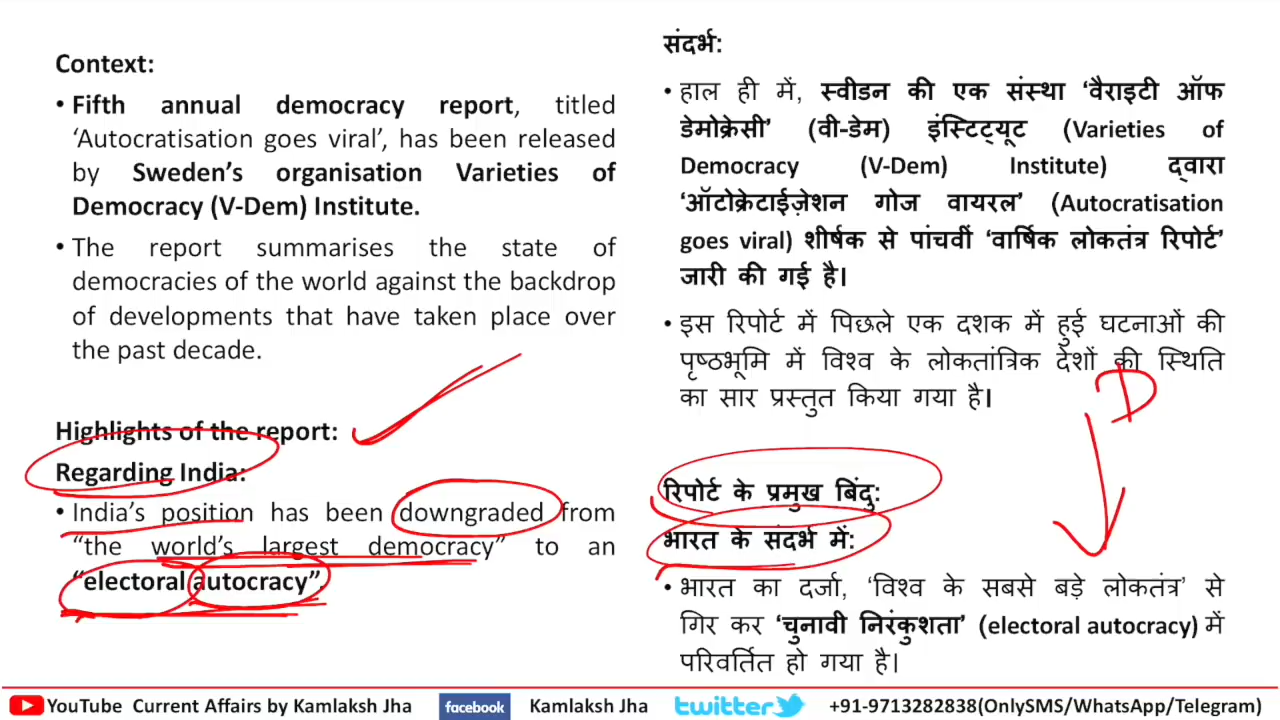 Context:
• Fifth annual democracy report, titled
‘Autocratisation goes viral’, has been released
by Sweden’s organisation Varieties of
Democracy (V-Dem) Institute.
• The report summarises the state of
democracies of the world against the backdrop
of developments that have taken place over
the past decade.
Highlights of the report:
Regarding India:
• India’s position has been downgraded from
“the world’s largest democracy” to an
“electoral autocracy”
संदर्भ:
• हाल ही में, स्वीडन की एक संस्था ‘वैराइटी ऑफ
डेमोक्रेसी’ (वी-डेम) इंस्टिट्यूट (Varieties of
Democracy (V-Dem) Institute) द्वारा
‘ऑटोक्रेटाईज़ेशन गोज वायरल’ (Autocratisation
goes viral) शीर्षक से पांचवीं ‘वार्षिक लोकतंत्र रिपोर्ट’
जारी की गई है।
• इस रिपोर्ट में पिछले एक दशक में हुई घटनाओं की
पृष्ठभूमि में विश्व के लोकतांत्रिक देशों की स्थिति
का सार प्रस्तुत किया गया है।
D
रिपोर्ट के प्रमुख बिंदु:
भारत के संदर्भ में:
• भारत का दर्जा, ‘विश्व के सबसे बड़े लोकतंत्र’ से
गिर कर ‘चुनावी निरंकुशता’ (electoral autocracy) में
परिवर्तित हो गया है।
YouTube Current Affairs by Kamlaksh Jha facebook Kamlaksh Jha twitter +91-9713282838(OnlySMS/WhatsApp/Telegram)